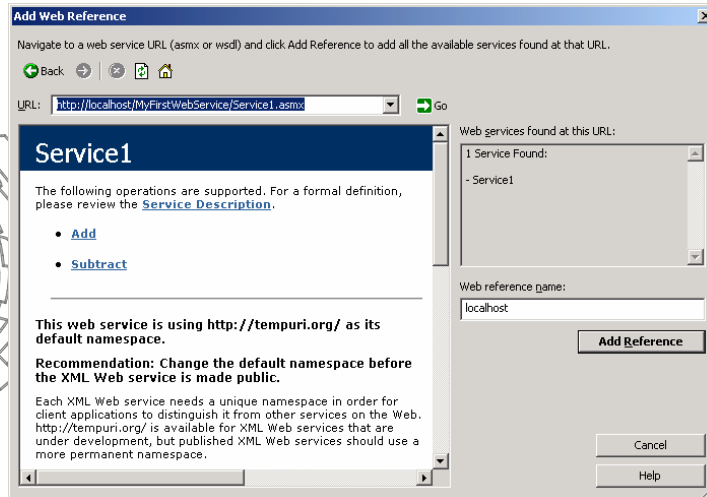 Add Web Reference
Navigate to a web service URL (asmx or wsdl) and click Add Reference to add all the available services found at that URL.
Back
URL: http://localhost/MyFirstWebService/Service1.asmx Go
Service1
The following operations are supported. For a formal definition,
please review the Service Description.
• Add
• Subtract
This web service is using http://tempuri.org/ as its
default namespace.
Recommendation: Change the default namespace before
the XML Web service is made public.
Each XML Web service needs a unique namespace in order for
client applications to distinguish it from other services on the Web.
http://tempuri.org/ is available for XML Web services that are
under development, but published XML Web services should use a
more permanent namespace.
Web services found at this URL:
1 Service Found:
- Service1
Web reference name:
localhost
Add Reference
Cancel
Help